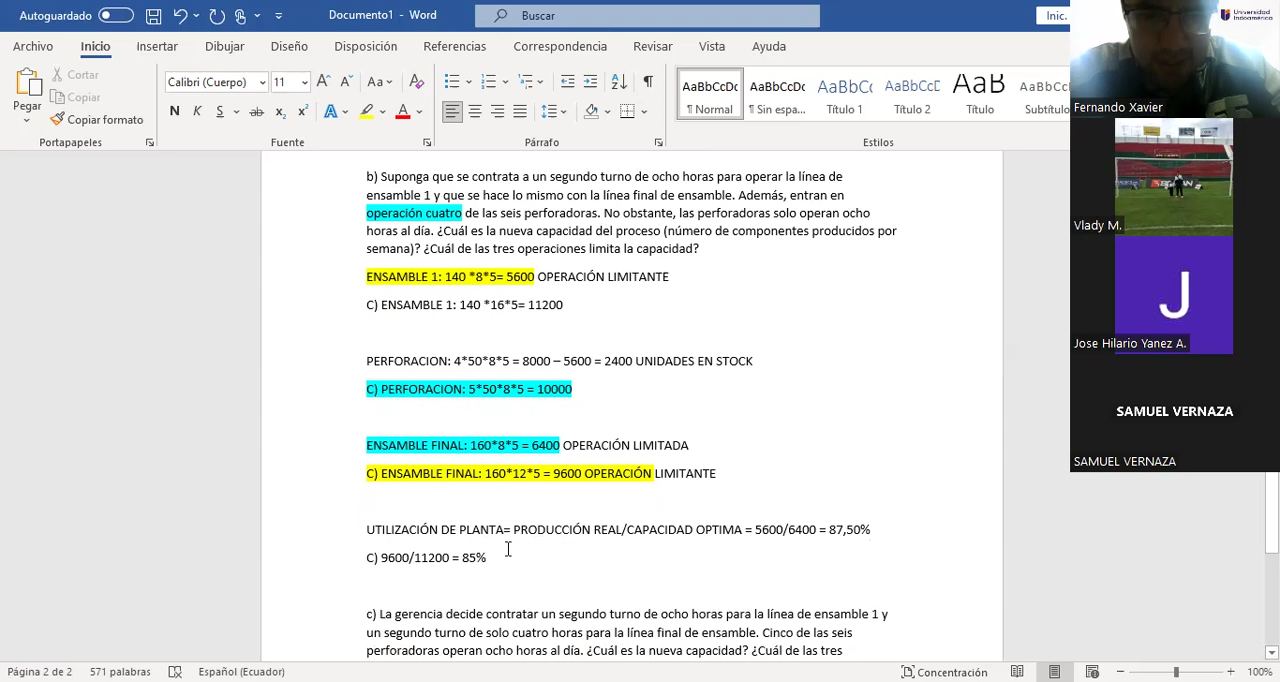 Autoguardado
Documento1 - Word
Buscar
Inic.
Universidad
Indoamérica
Archivo Inicio Insertar Dibujar Diseño Disposición Referencias Correspondencia Revisar Vista Ayuda
Pegar
Cortar
Copiar
Copiar formato
Portapapeles
Calibri (Cuerpo) 11
Fuente
Párrafo
AaBbCcDc
¶ Normal
AaBbCcDc
¶ Sin espa...
AaBbCcD
Título 1
AaBbCcD
Título 2
AaB
Título
AaBbCcD
Subtítulo
Estilos
b) Suponga que se contrata a un segundo turno de ocho horas para operar la línea de
ensamble 1 y que se hace lo mismo con la línea final de ensamble. Además, entran en
operación cuatro de las seis perforadoras. No obstante, las perforadoras solo operan ocho
horas al día. ¿Cuál es la nueva capacidad del proceso (número de componentes producidos por
semana)? ¿Cuál de las tres operaciones limita la capacidad?
ENSAMBLE 1: 140 *8*5= 5600 OPERACIÓN LIMITANTE
C) ENSAMBLE 1: 140 *16*5= 11200
PERFORACION: 4*50*8*5 = 8000 – 5600 = 2400 UNIDADES EN STOCK
C) PERFORACION: 5*50*8*5 = 10000
ENSAMBLE FINAL: 160*8*5 = 6400 OPERACIÓN LIMITADA
C) ENSAMBLE FINAL: 160*12*5 = 9600 OPERACIÓN LIMITANTE
UTILIZACIÓN DE PLANTA= PRODUCCIÓN REAL/CAPACIDAD OPTIMA = 5600/6400 = 87,50%
C) 9600/11200 = 85%
c) La gerencia decide contratar un segundo turno de ocho horas para la línea de ensamble 1 y
un segundo turno de solo cuatro horas para la línea final de ensamble. Cinco de las seis
perforadoras operan ocho horas al día. ¿Cuál es la nueva capacidad? ¿Cuál de las tres
Fernando Xavier
Vlady M.
J
Jose Hilario Yanez A.
SAMUEL VERNAZA
SAMUEL VERNAZA
Página 2 de 2 571 palabras Español (Ecuador) Concentración 100%